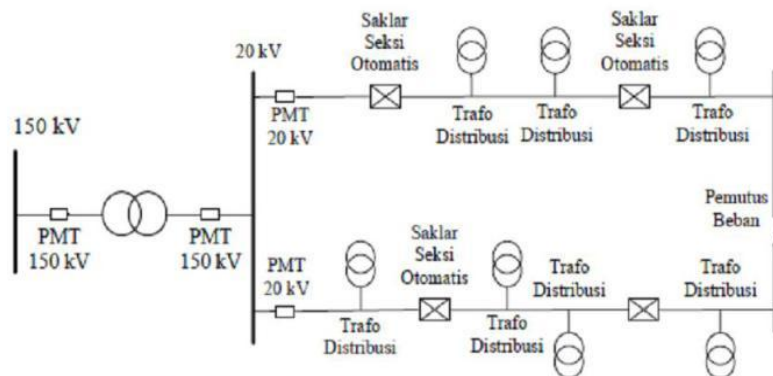 150 kV
PMT
150 kV
PMT
150 kV
20 kV
PMT
20 kV
Saklar
Seksi
Otomatis
Trafo
Distribusi
Trafo
Distribusi
Saklar
Seksi
Otomatis
Trafo
Distribusi
Pemutus
Beban
PMT
20 kV
Trafo
Distribusi
Saklar
Seksi
Otomatis
Trafo
Distribusi
Trafo
Distribusi
Trafo
Distribusi